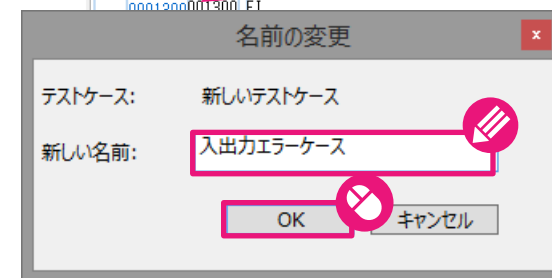 0001300001300 FI
名前の変更
x
テストケース: 新しいテストケース
新しい名前: 入出力エラーケース
OK キャンセル